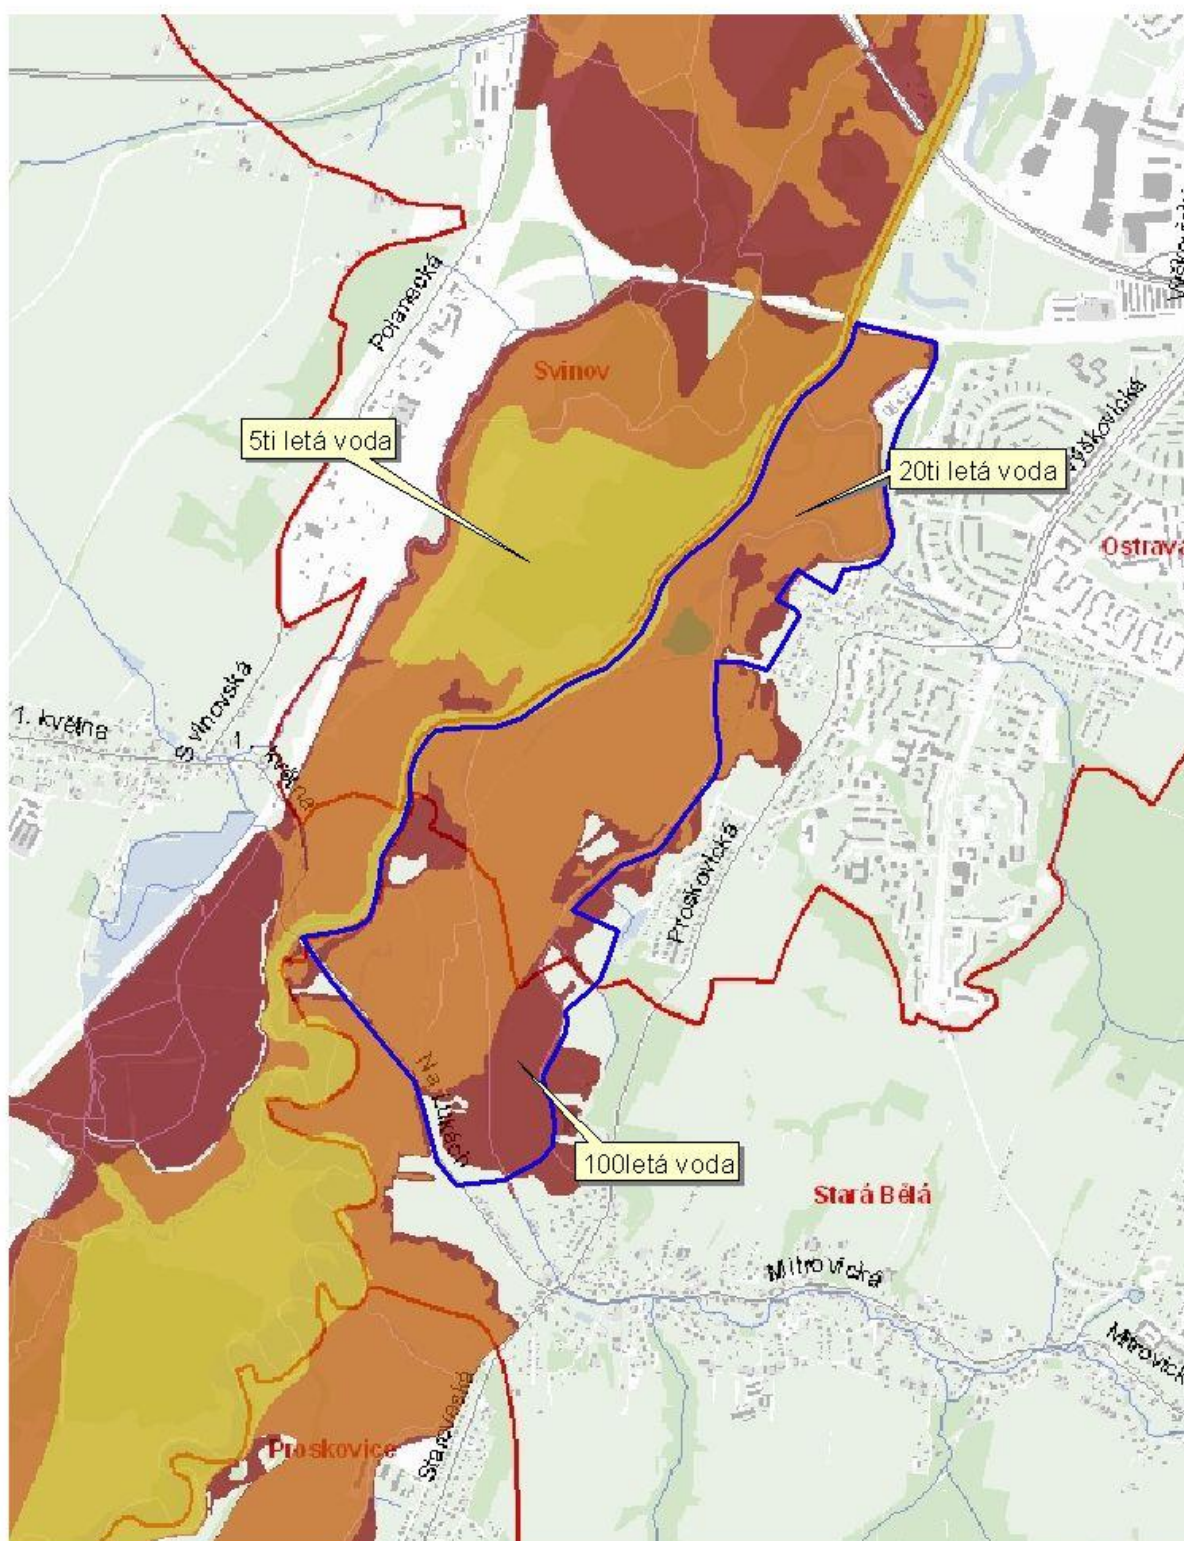 Polanecká
Svinov
5ti letá voda
20ti letá voda
Výškovická
Ostrava
Svinovská
1. května
1. května
Proskovická
Na Lukách
100letá voda
Stará Bělá
Mitrovická
Staroveská
Proskovice